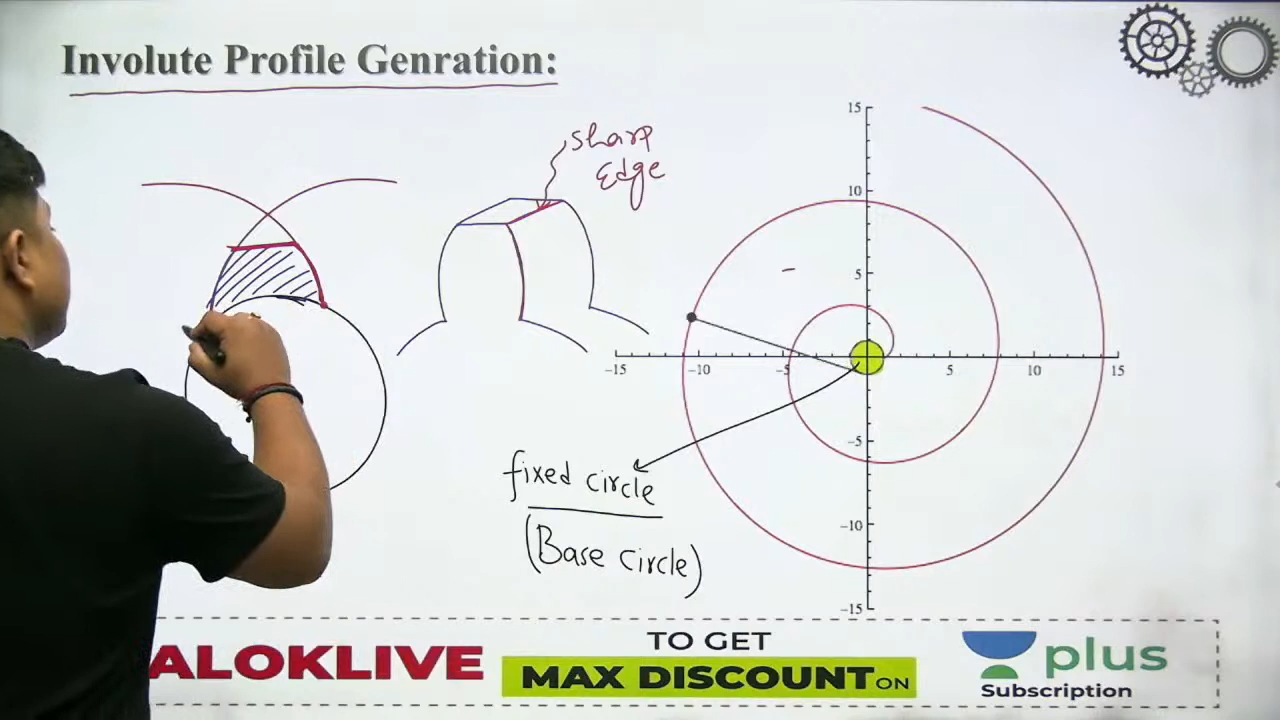 Involute Profile Genration:
sharp
Edge
15
10
5
-15
-10
-5
5
10
15
-5
-10
-15
fixed circle
(Base circle)
ALOKLIVE
TO GET
MAX DISCOUNT ON
plus
Subscription